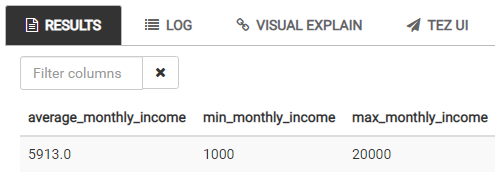 RESULTS LOG VISUAL EXPLAIN TEZ UI
Filter columns
average_monthly_income min_monthly_income max_monthly_income
5913.0 1000 20000